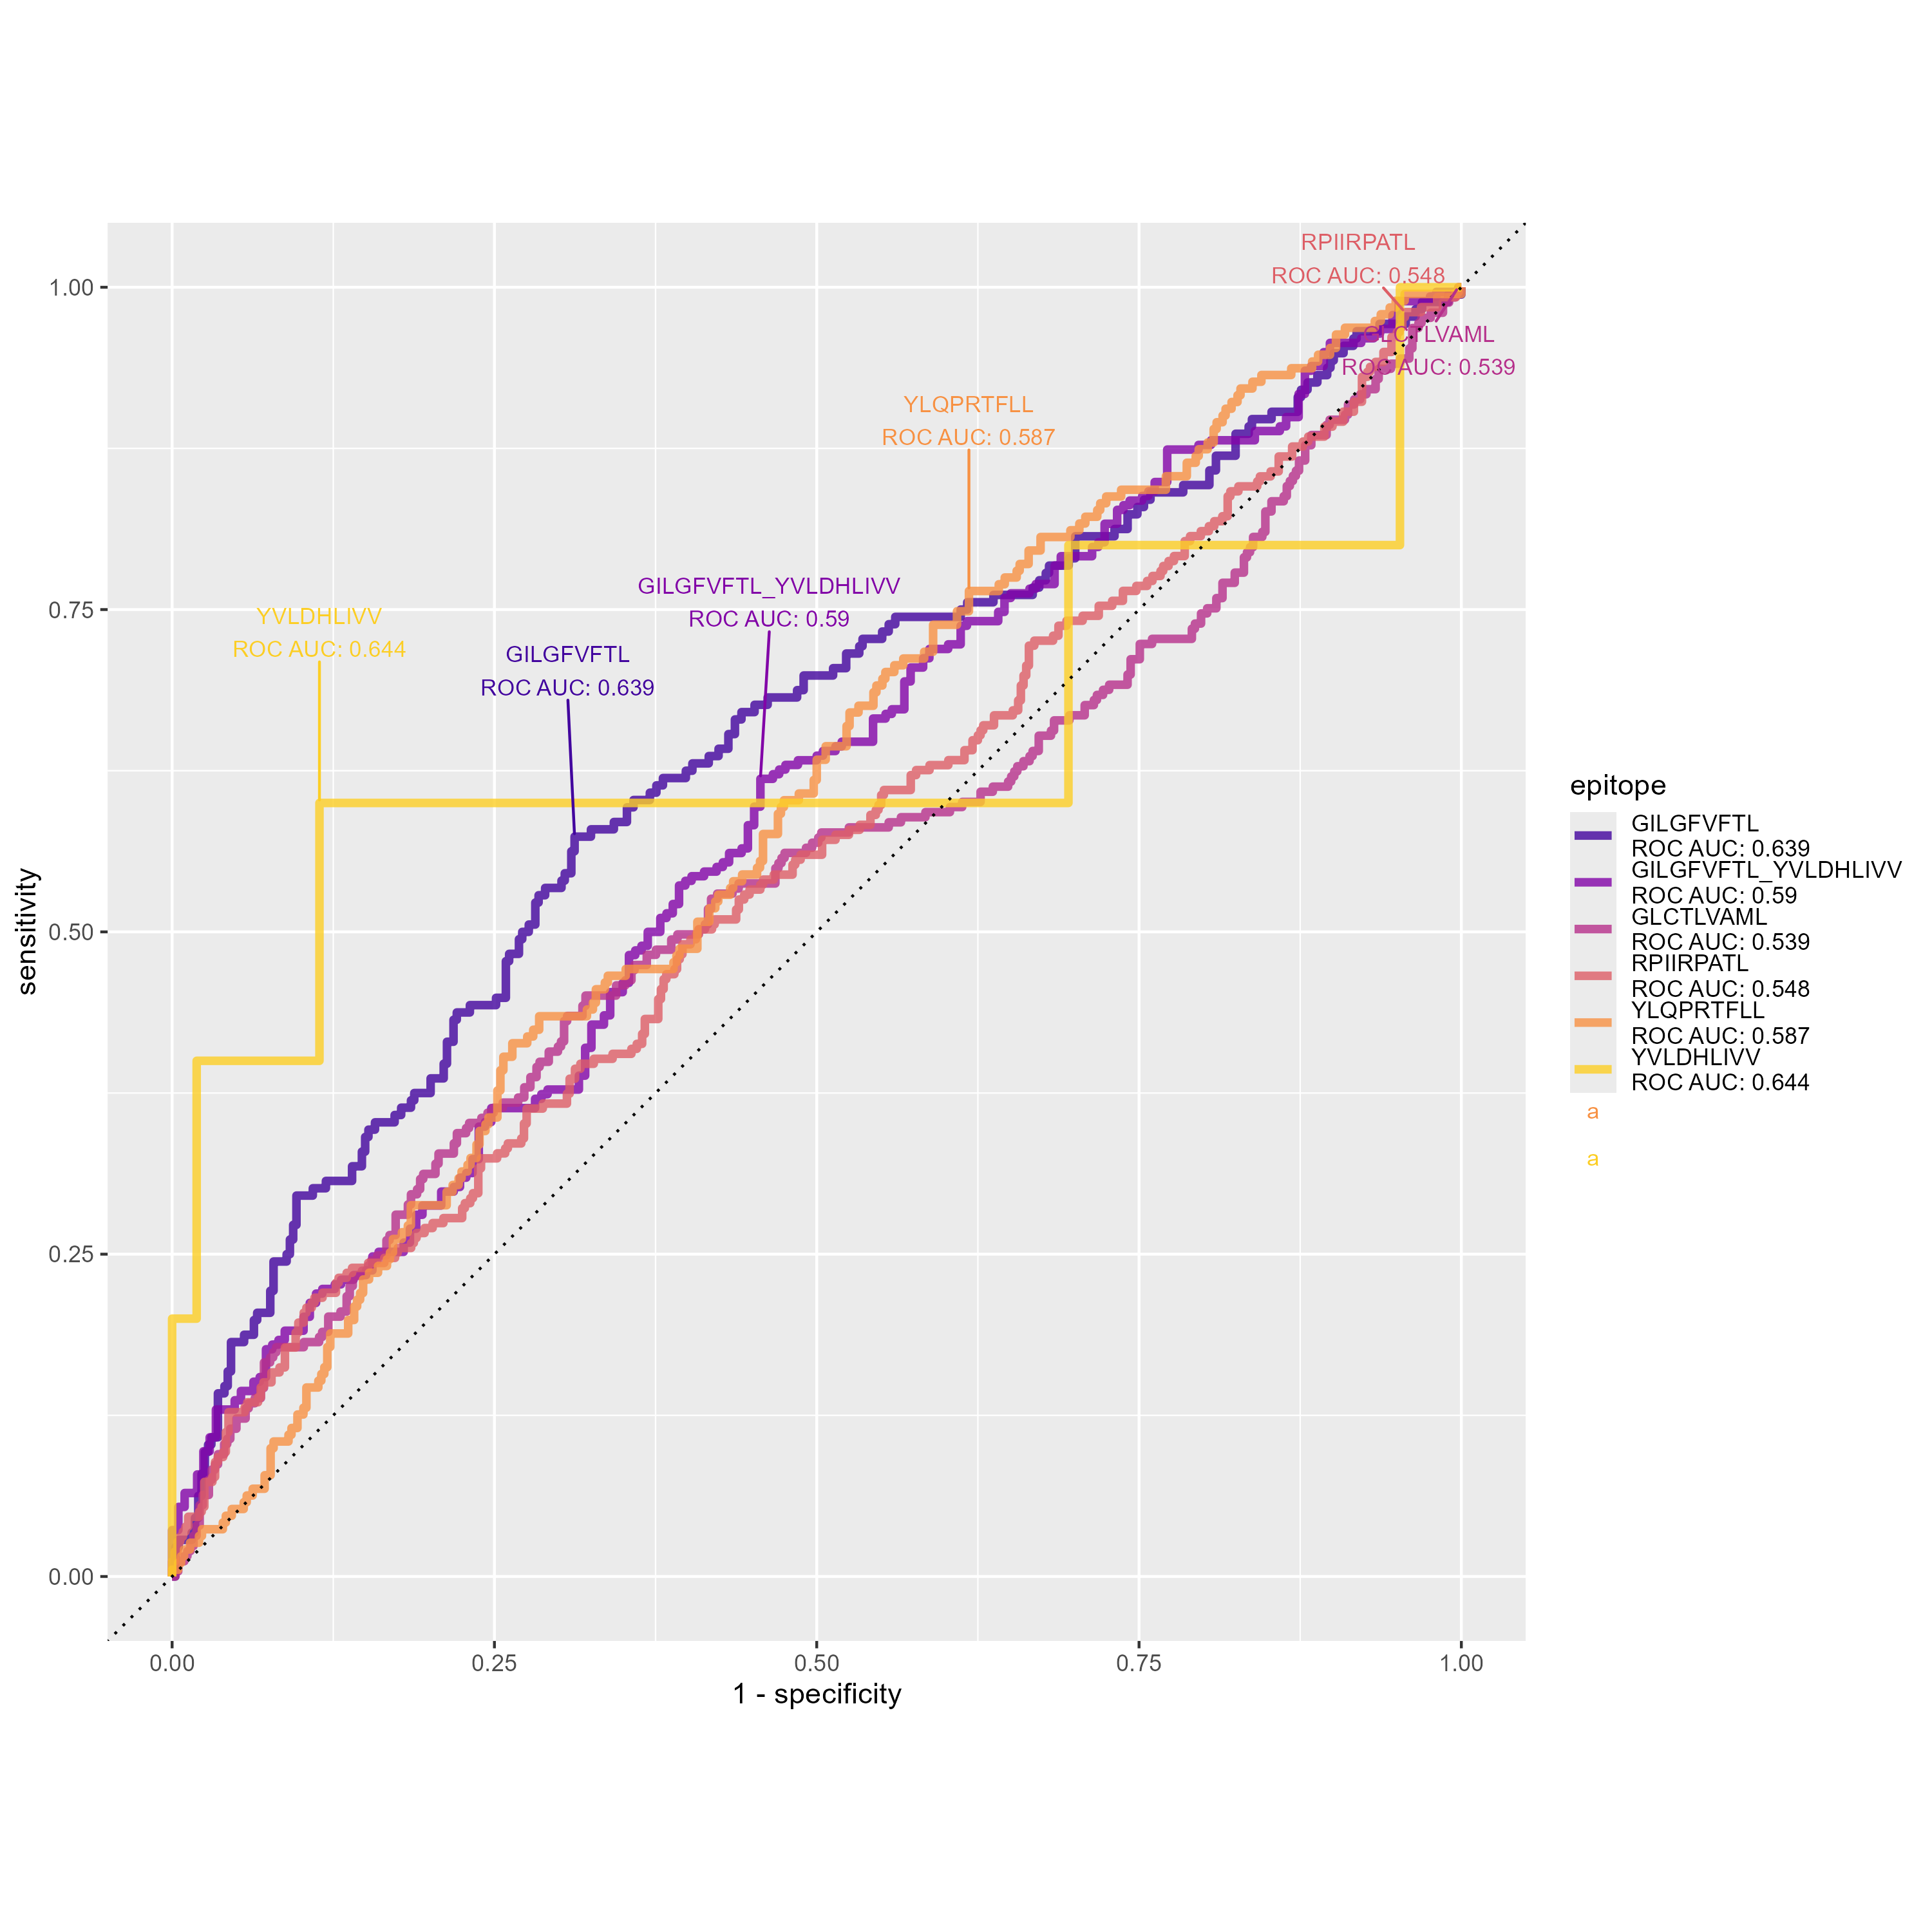 RPIIRPATL
ROC AUC: 0.548
GLCTLVAML
ROC AUC: 0.539
YLQPRTFLL
ROC AUC: 0.587
GILGFVFTL_YVLDHLIVV
ROC AUC: 0.59
YVLDHLIVV
ROC AUC: 0.644
GILGFVFTL
ROC AUC: 0.639
1.00
0.75
0.50
0.25
0.00
sensitivity
0.00 0.25 0.50 0.75 1.00
1 - specificity
epitope
GILGFVFTL
ROC AUC: 0.639
GILGFVFTL_YVLDHLIVV
ROC AUC: 0.59
GLCTLVAML
ROC AUC: 0.539
RPIIRPATL
ROC AUC: 0.548
YLQPRTFLL
ROC AUC: 0.587
YVLDHLIVV
ROC AUC: 0.644
a
a